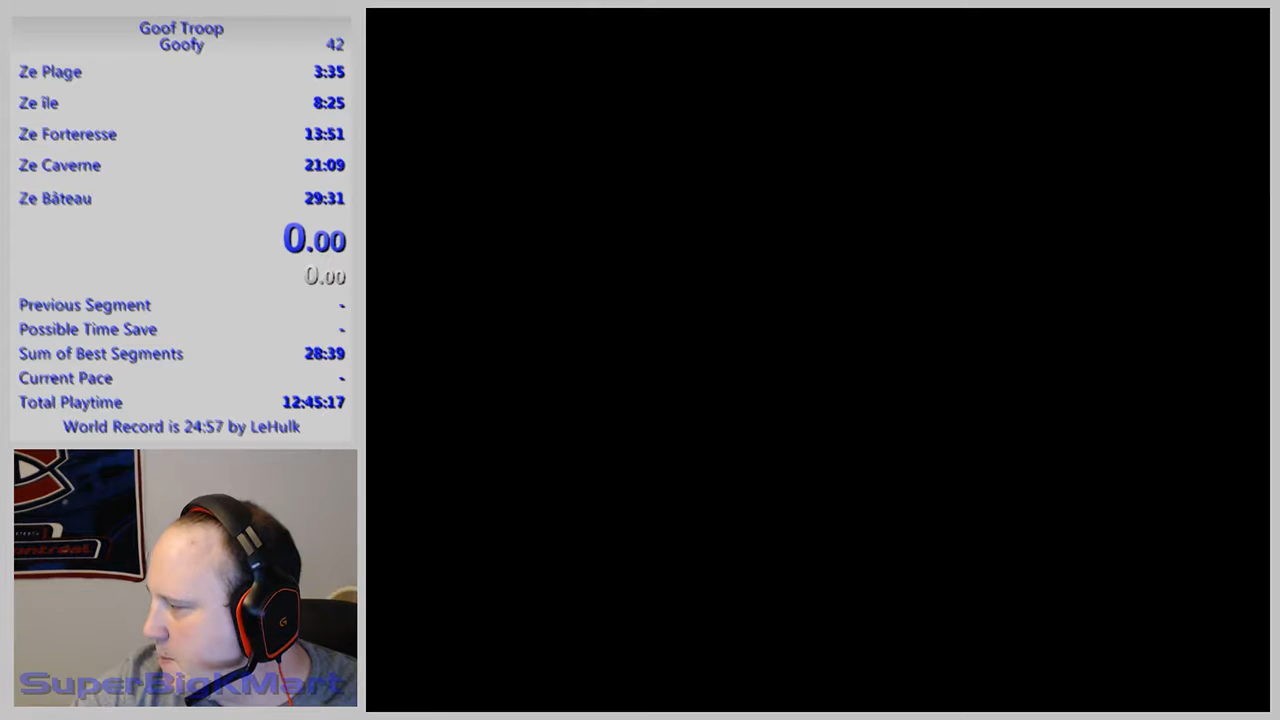 Goof Troop
Goofy 42
Ze Plage 3:35
Ze île 8:25
Ze Forteresse 13:51
Ze Caverne 21:09
Ze Bâteau 29:31
0.00
0.00
Previous Segment -
Possible Time Save -
Sum of Best Segments 28:39
Current Pace -
Total Playtime 12:45:17
World Record is 24:57 by LeHulk
SuperBigKMart